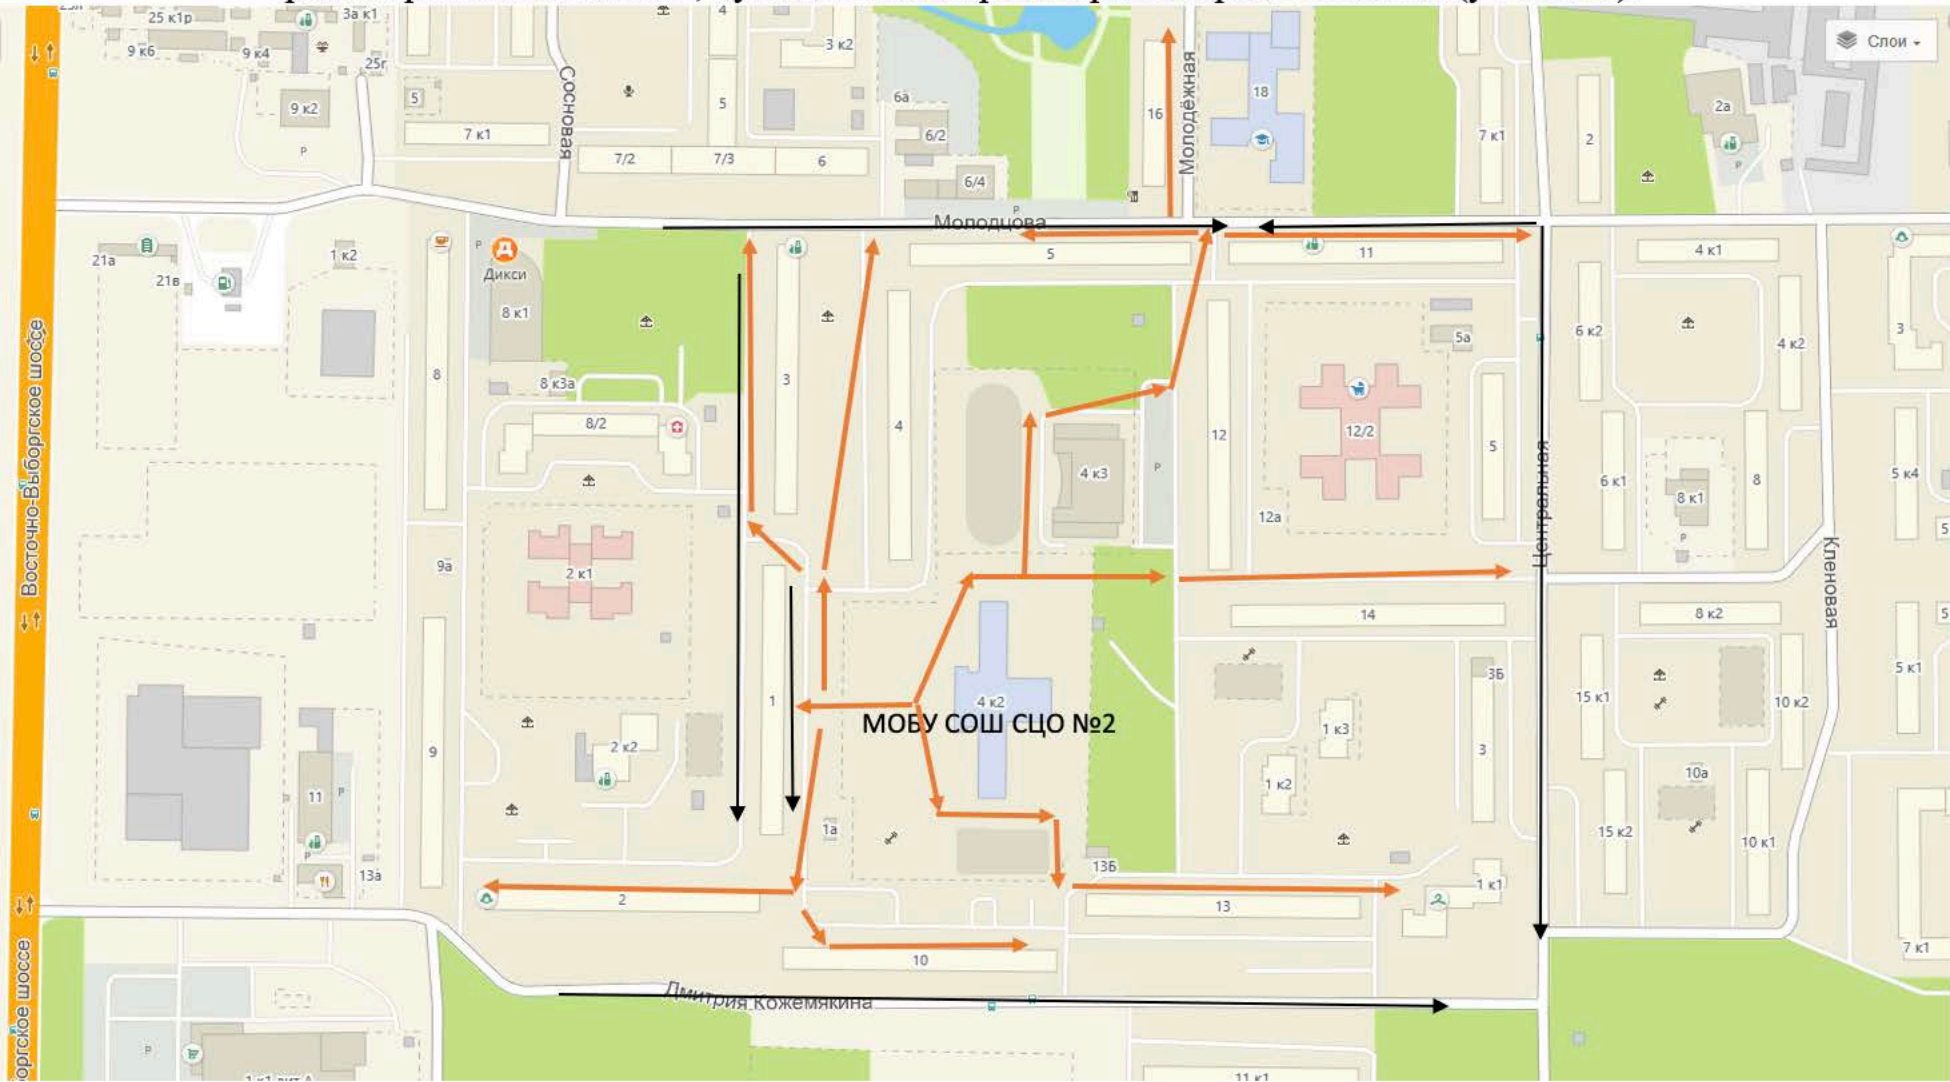 25 к1р
3а к1
9 к6
9 к4
25г
9 к2
Р
5
7 к1
Сосновая
4
3 к2
5
7/2
7/3
6
6а
6/2
6/4
Р
16
Молодёжная
18
7 к1
2
2а
Р
Слои
Молодцова
21а
21в
1 к2
Р
Дикси
8 к1
8
8 к3а
8/2
3
4
5
11
12
4 к3
Р
5а
12/2
12а
5
4 к1
6 к2
4 к2
3
6 к1
8 к1
Р
8
5 к4
5
Восточно-Выборгское шоссе
Центральная
Кленовая
9а
2 к1
14
8 к2
5
1
4 к2
МОБУ СОШ СЦО №2
3Б
15 к1
10 к2
5 к1
9
2 к2
1 к3
3
1 к2
10а
11
Р
1а
15 к2
10 к1
Р
13а
13Б
1 к1
2
13
10
7 к1
Дмитрия Кожемякина
оргское шоссе
Р
11 к1